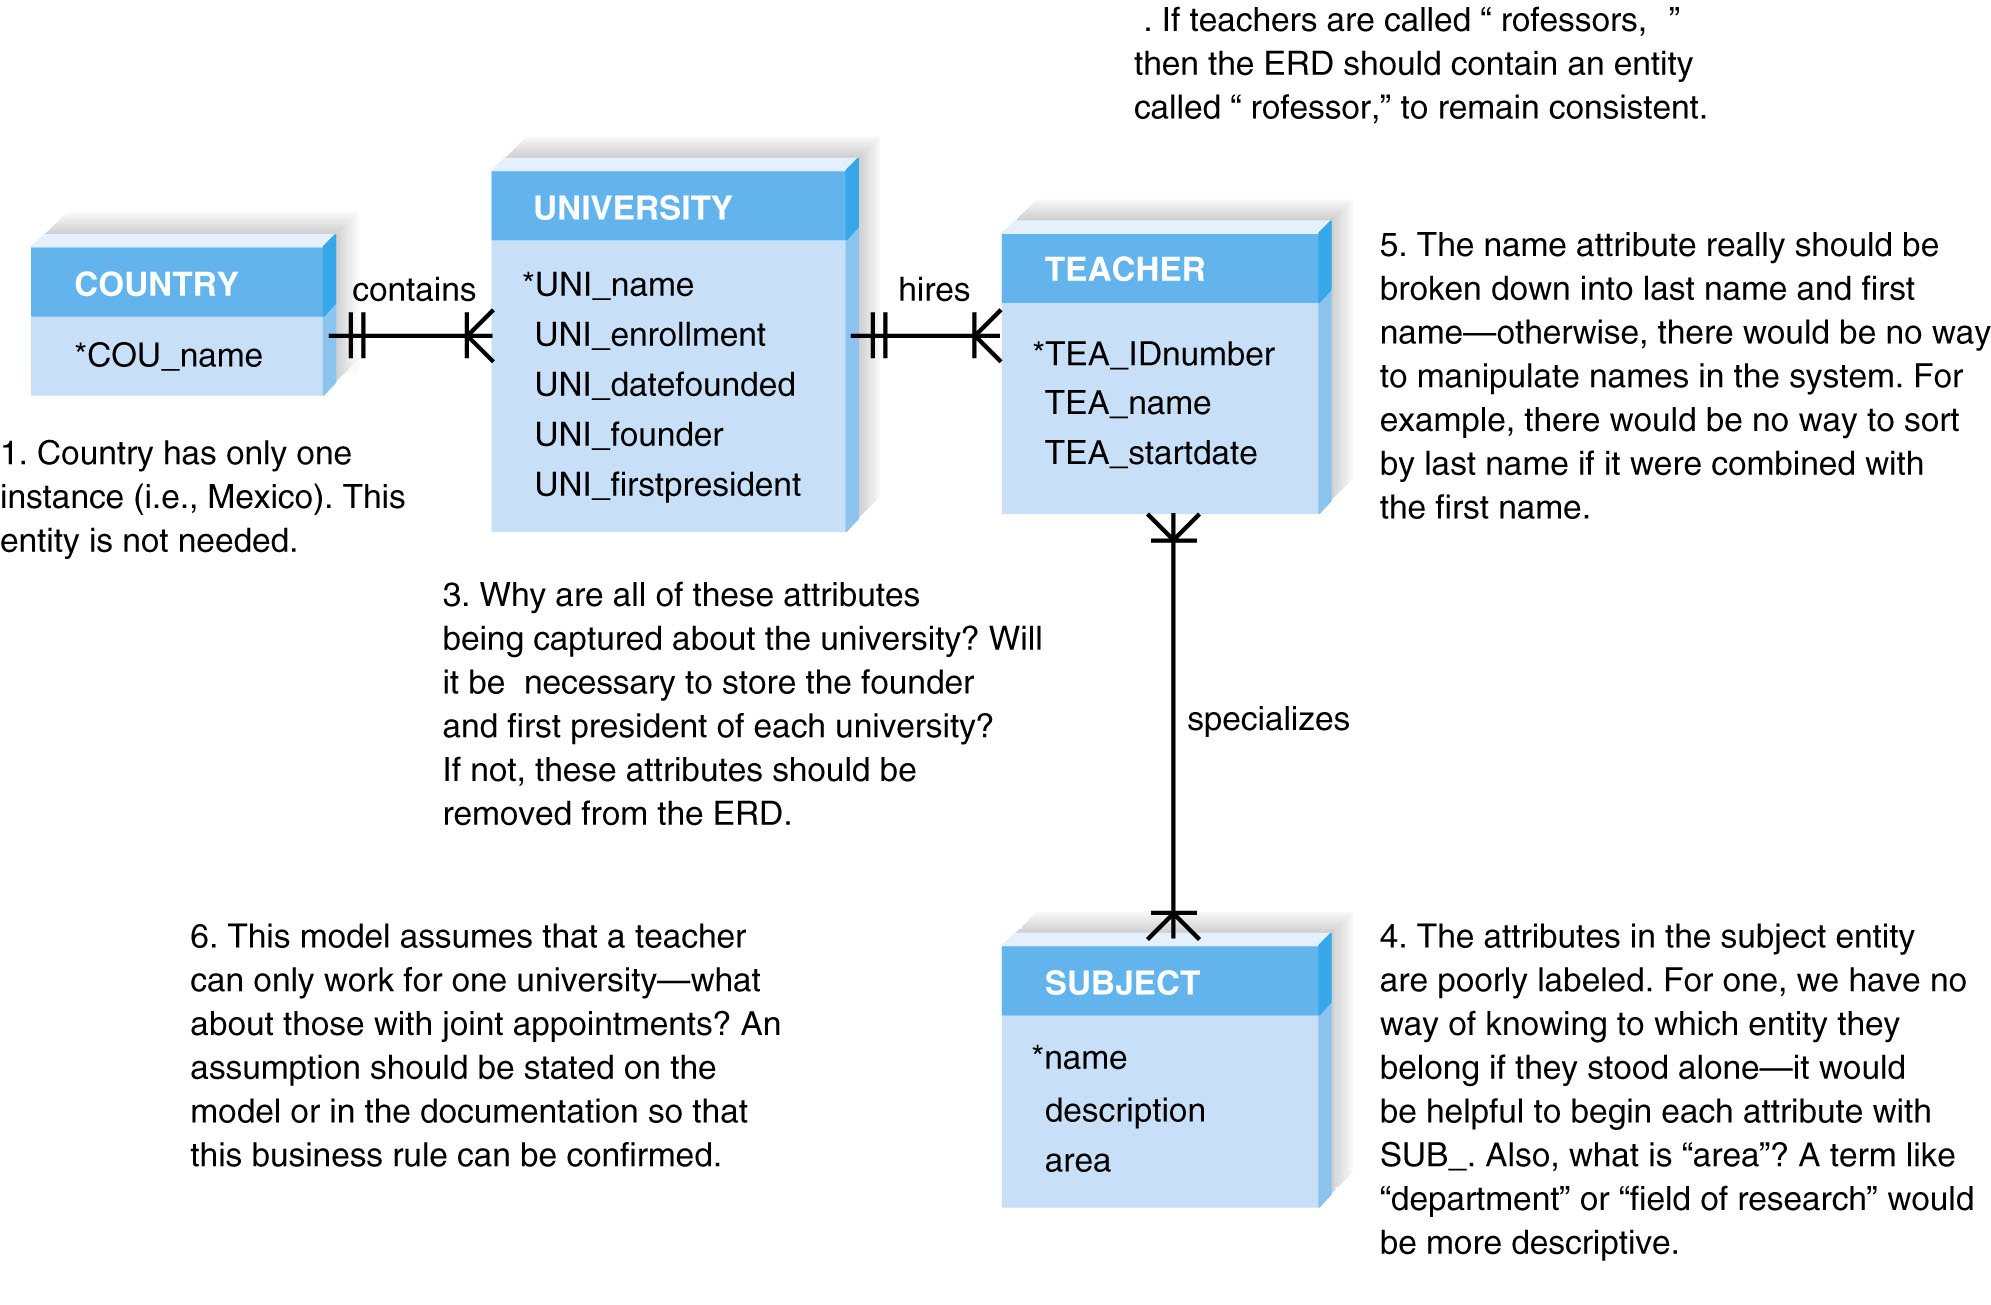 . If teachers are called “ rofessors, ”
then the ERD should contain an entity
called “ rofessor,” to remain consistent.
UNIVERSITY
*UNI_name
UNI_enrollment
UNI_datefounded
UNI_founder
UNI_firstpresident
COUNTRY
*COU_name
contains
hires
TEACHER
*TEA_IDnumber
TEA_name
TEA_startdate
5. The name attribute really should be
broken down into last name and first
name—otherwise, there would be no way
to manipulate names in the system. For
example, there would be no way to sort
by last name if it were combined with
the first name.
1. Country has only one
instance (i.e., Mexico). This
entity is not needed.
3. Why are all of these attributes
being captured about the university? Will
it be necessary to store the founder
and first president of each university?
If not, these attributes should be
removed from the ERD.
specializes
6. This model assumes that a teacher
can only work for one university—what
about those with joint appointments? An
assumption should be stated on the
model or in the documentation so that
this business rule can be confirmed.
SUBJECT
*name
description
area
4. The attributes in the subject entity
are poorly labeled. For one, we have no
way of knowing to which entity they
belong if they stood alone—it would
be helpful to begin each attribute with
SUB_. Also, what is “area”? A term like
“department” or “field of research” would
be more descriptive.